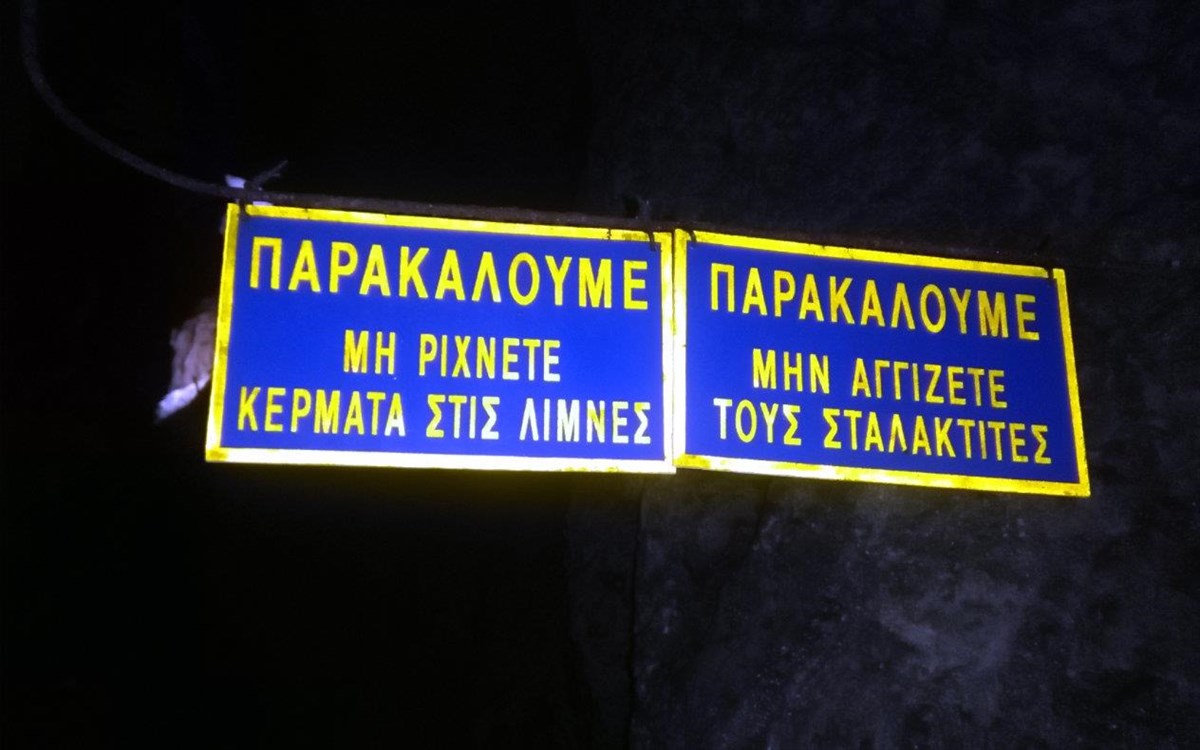 ΠΑΡΑΚΑΛΟΥΜΕ
ΜΗ ΡΙΧΝΕΤΕ
ΚΕΡΜΑΤΑ ΣΤΙΣ ΛΙΜΝΕΣ
ΠΑΡΑΚΑΛΟΥΜΕ
ΜΗΝ ΑΓΓΙΖΕΤΕ
ΤΟΥΣ ΣΤΑΛΑΚΤΙΤΕΣ